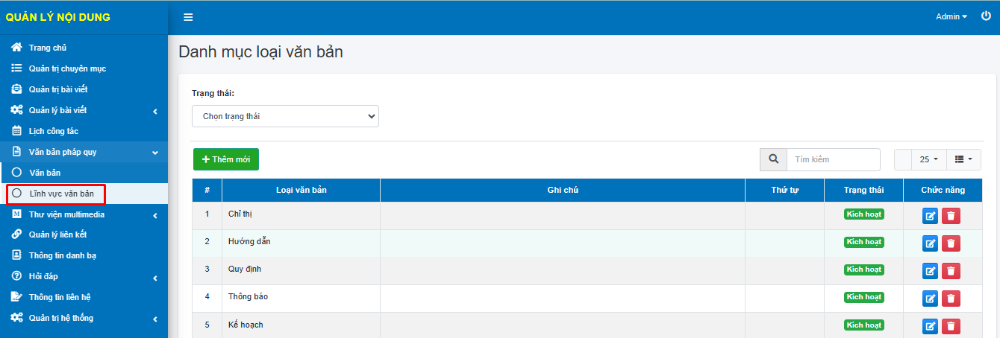 QUẢN LÝ NỘI DUNG
Admin
Trang chủ
Quản trị chuyên mục
Quản trị bài viết
Quản lý bài viết
Lịch công tác
Văn bản pháp quy
Văn bản
Lĩnh vực văn bản
Thư viện multimedia
Quản lý liên kết
Thông tin danh bạ
Hỏi đáp
Thông tin liên hệ
Quản trị hệ thống
Danh mục loại văn bản
Trạng thái:
Chọn trạng thái
Thêm mới
Tìm kiếm
25
# Loại văn bản Ghi chú Thứ tự Trạng thái Chức năng
1 Chỉ thị Kích hoạt
2 Hướng dẫn Kích hoạt
3 Quy định Kích hoạt
4 Thông báo Kích hoạt
5 Kế hoạch Kích hoạt